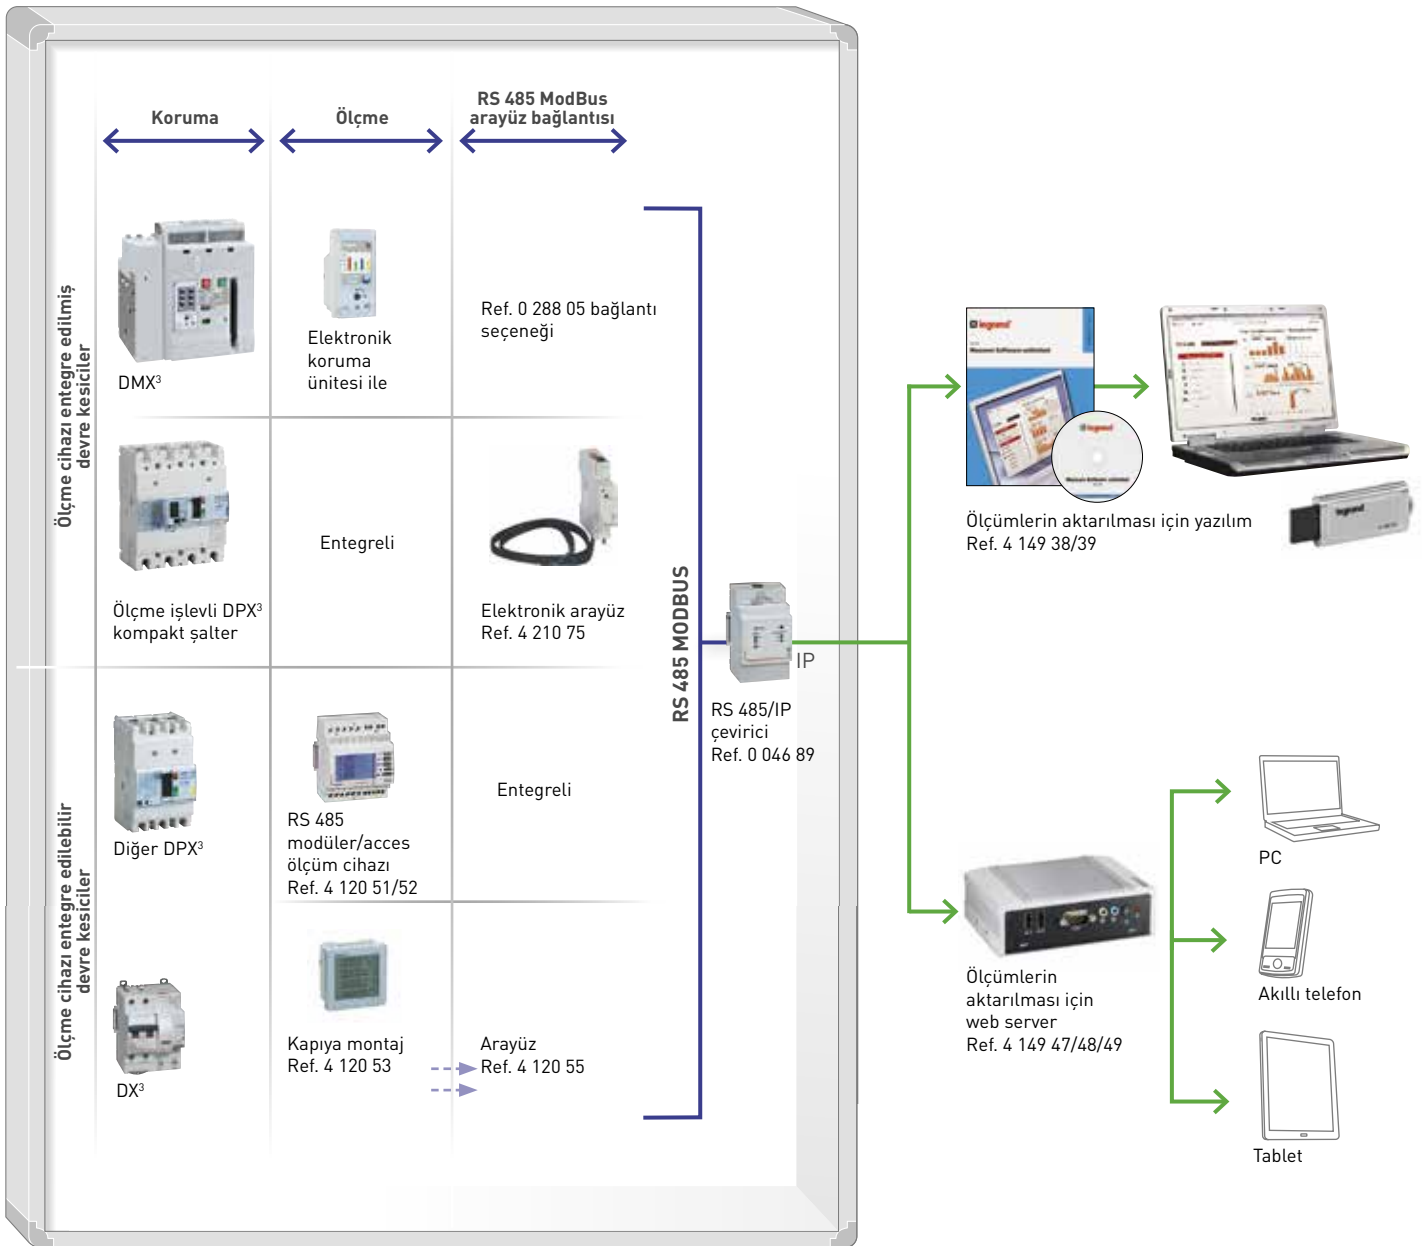 Koruma
Ölçme
RS 485 ModBus
arayüz bağlantısı
Ölçme cihazı entegre edilmiş
devre kesiciler
DMX³
Elektronik
koruma
ünitesi ile
Ref. 0 288 05 bağlantı
seçeneği
Ölçme işlevli DPX³
kompakt şalter
Entegreli
Elektronik arayüz
Ref. 4 210 75
Ölçme cihazı entegre edilebilir
devre kesiciler
Diğer DPX³
RS 485
modüler/acces
ölçüm cihazı
Ref. 4 120 51/52
Entegreli
DX³
Kapıya montaj
Ref. 4 120 53
Arayüz
Ref. 4 120 55
RS 485 MODBUS
IP
RS 485/IP
çevirici
Ref. 0 046 89
legrand
legrand
legrand
Ölçümlerin aktarılması için yazılım
Ref. 4 149 38/39
Ölçümlerin
aktarılması için
web server
Ref. 4 149 47/48/49
PC
Akıllı telefon
Tablet